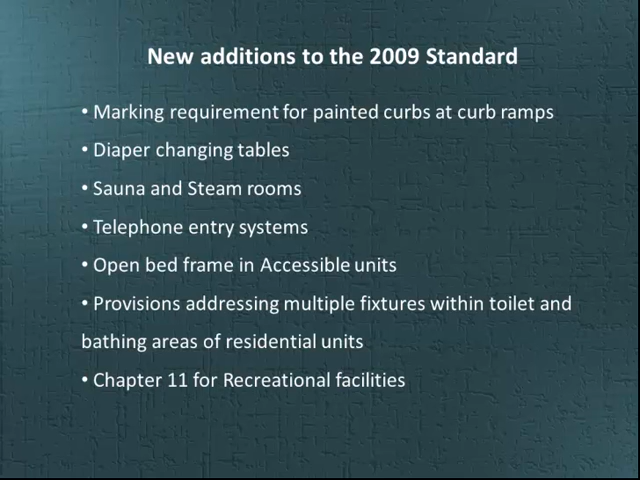 New additions to the 2009 Standard
• Marking requirement for painted curbs at curb ramps
• Diaper changing tables
• Sauna and Steam rooms
• Telephone entry systems
• Open bed frame in Accessible units
• Provisions addressing multiple fixtures within toilet and
bathing areas of residential units
• Chapter 11 for Recreational facilities